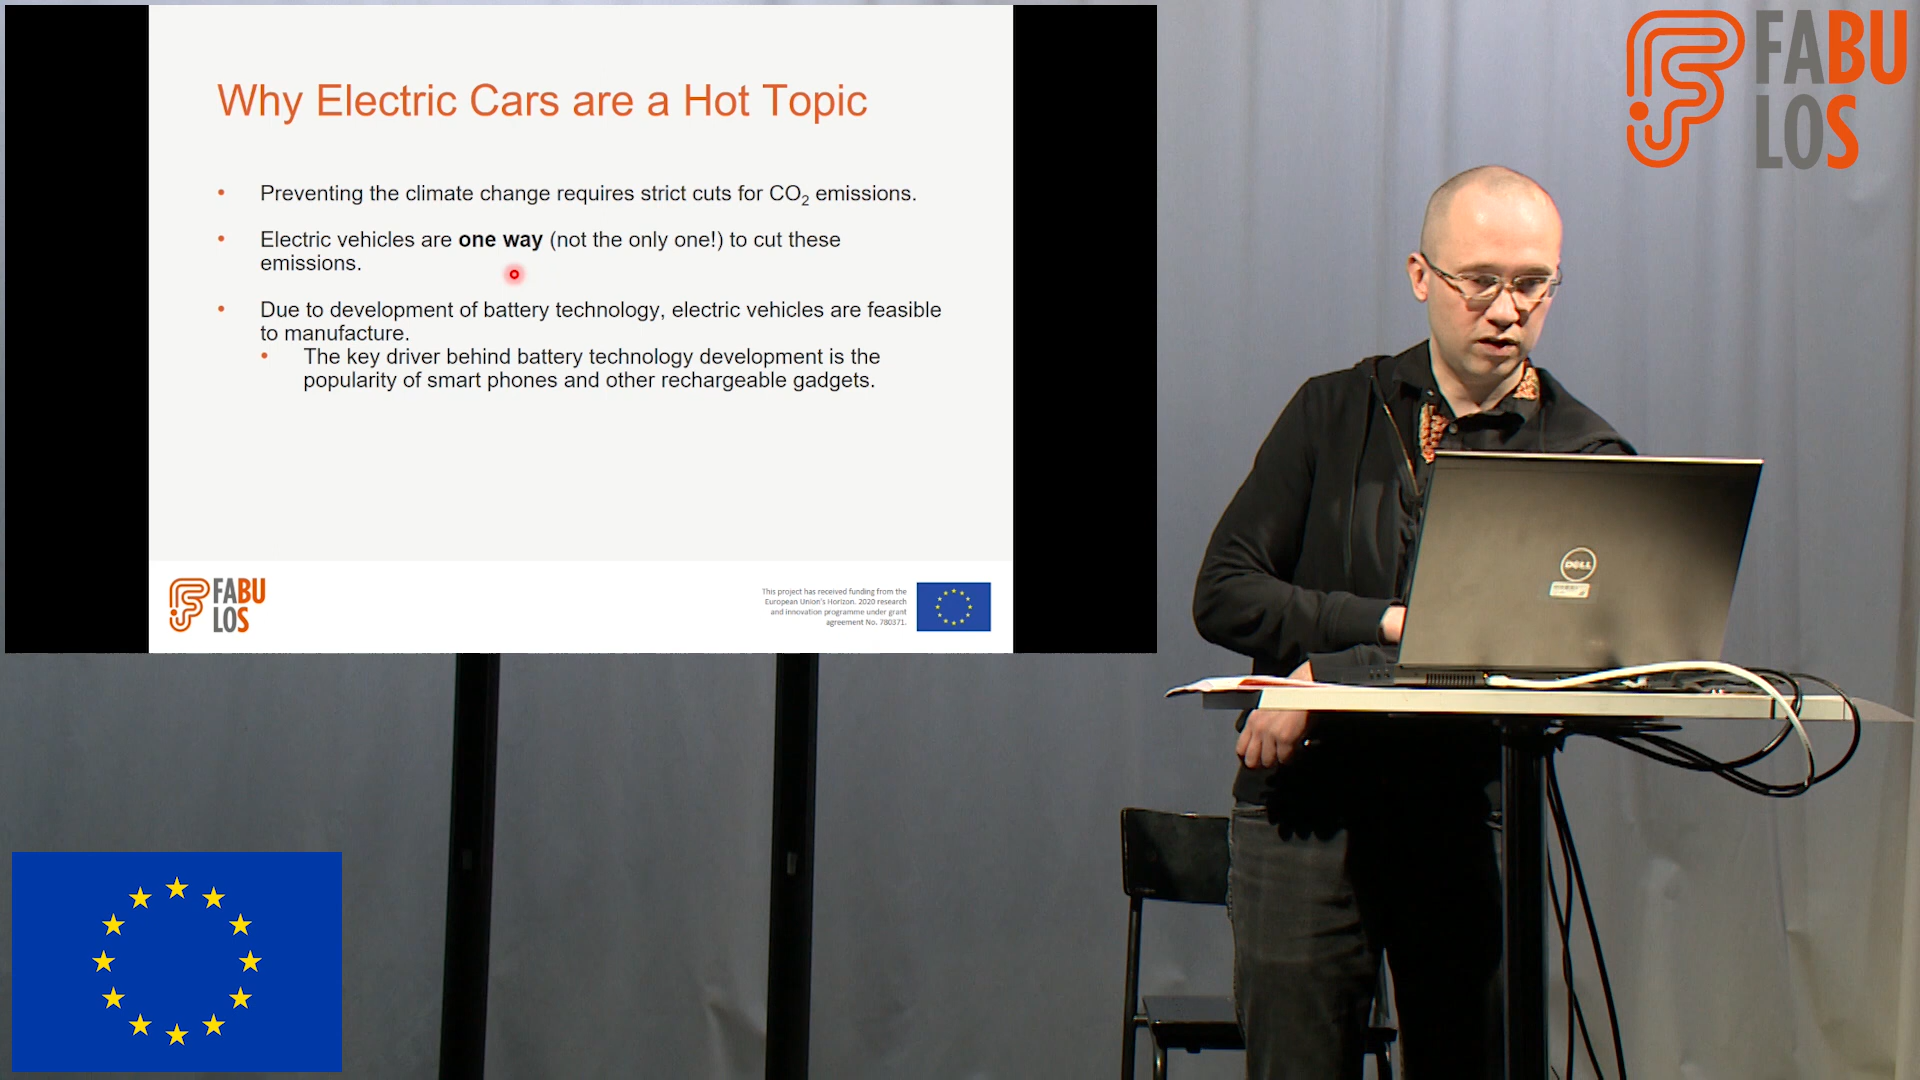 Why Electric Cars are a Hot Topic
• Preventing the climate change requires strict cuts for CO₂ emissions.
• Electric vehicles are one way (not the only one!) to cut these
emissions.
• Due to development of battery technology, electric vehicles are feasible
to manufacture.
• The key driver behind battery technology development is the
popularity of smart phones and other rechargeable gadgets.
FABU
LOS
This project has received funding from the
European Union's Horizon. 2020 research
and innovation programme under grant
agreement No. 780371.
FABU
LOS
DELL